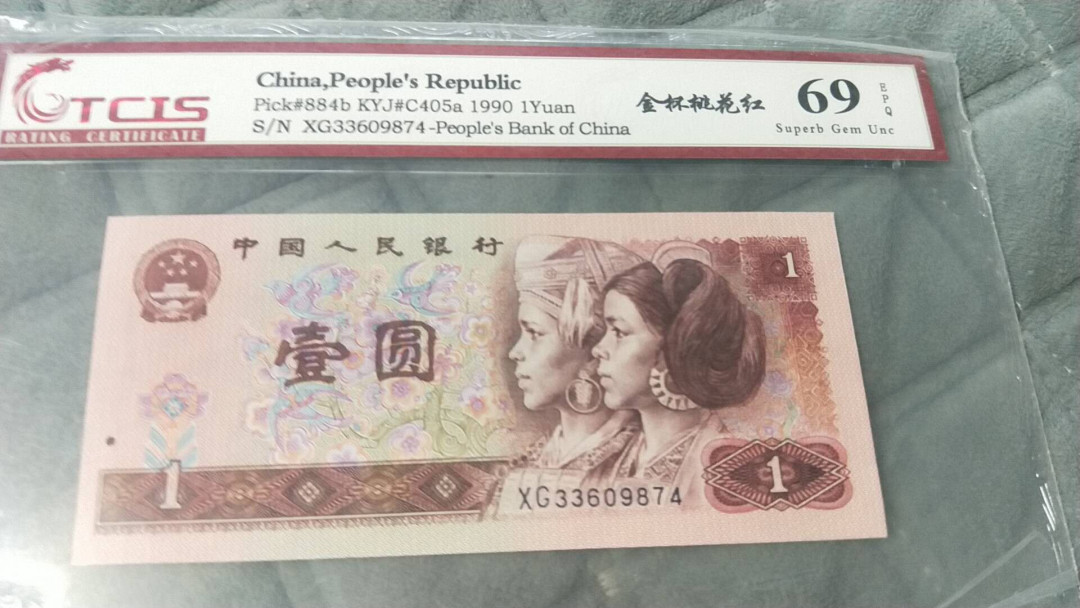 TCIS
RATING CERTIFICATE
China,People's Republic
Pick#884b KYJ#C405a 1990 1Yuan
S/N XG33609874-People's Bank of China
金杯桃花红
69
EPQ
Superb Gem Unc
中国人民银行
1
壹圆
1
XG33609874
1